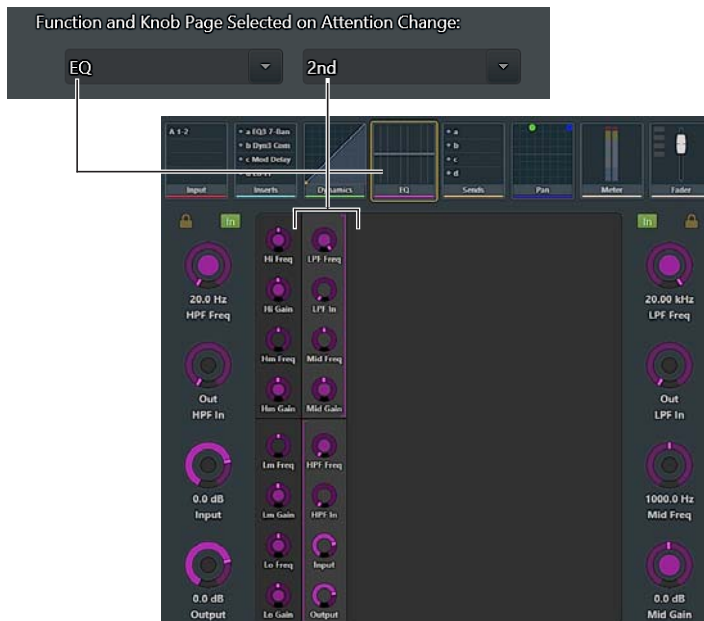 Function and Knob Page Selected on Attention Change:
EQ
2nd
A 1-2
a EQ3 7-Ban
b Dyn3 Com
c Mod Delay
a
b
c
d
Input
Inserts
Dynamics
EQ
Sends
Pan
Meter
Fader
In
In
20.0 Hz
HPF Freq
Out
HPF In
0.0 dB
Input
0.0 dB
Output
Hi Freq
LPF Freq
Hi Gain
LPF In
Hm Freq
Mid Freq
Hm Gain
Mid Gain
Lm Freq
HPF Freq
Lm Gain
HPF In
Lo Freq
Input
Lo Gain
Output
20.00 kHz
LPF Freq
Out
LPF In
1000.0 Hz
Mid Freq
0.0 dB
Mid Gain